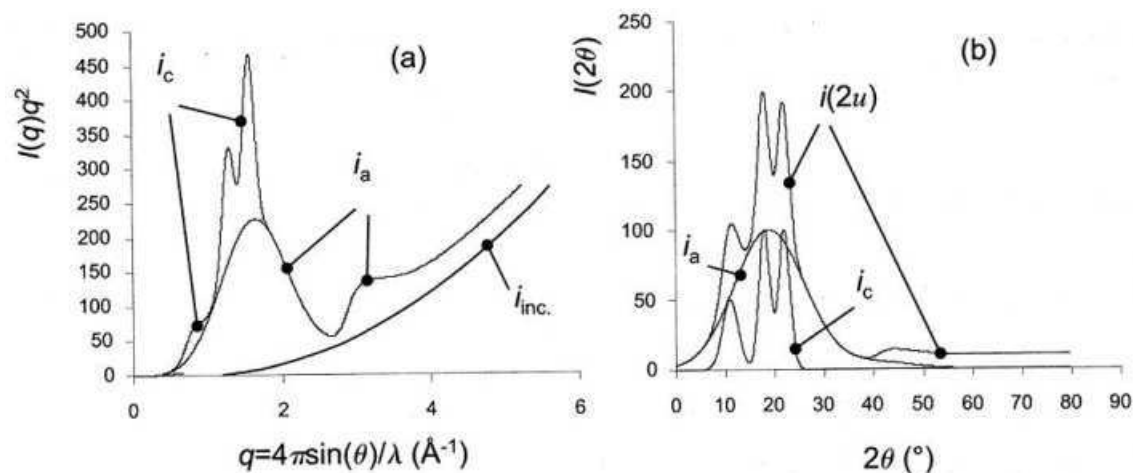 (a)
I(q)q²
500
450
400
350
300
250
200
150
100
50
0
i_c
i_a
i_inc.
0 2 4 6
q=4πsin(θ)/λ (Å⁻¹)
(b)
I(2θ)
250
200
150
100
50
0
i(2u)
i_a
i_c
0 10 20 30 40 50 60 70 80 90
2θ (°)